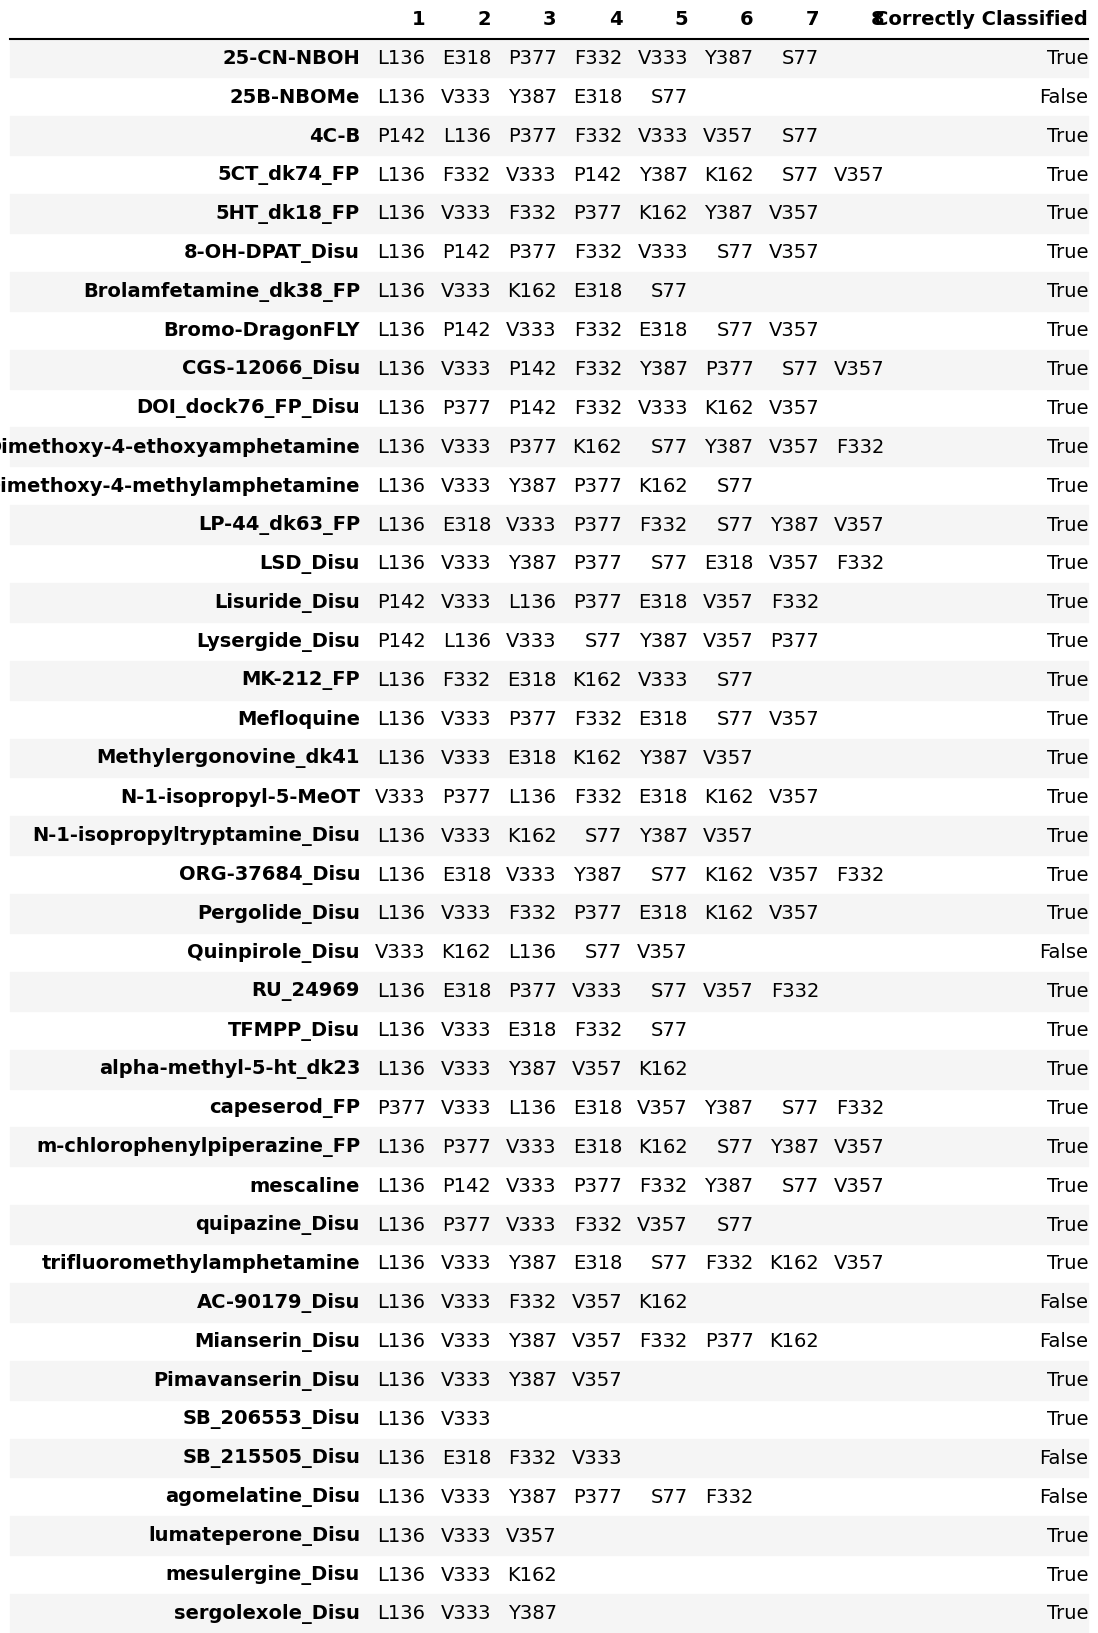 1 2 3 4 5 6 7 8 Correctly Classified
25-CN-NBOH L136 E318 P377 F332 V333 Y387 S77 True
25B-NBOMe L136 V333 Y387 E318 S77 False
4C-B P142 L136 P377 F332 V333 V357 S77 True
5CT_dk74_FP L136 F332 V333 P142 Y387 K162 S77 V357 True
5HT_dk18_FP L136 V333 F332 P377 K162 Y387 V357 True
8-OH-DPAT_Disu L136 P142 P377 F332 V333 S77 V357 True
Brolamfetamine_dk38_FP L136 V333 K162 E318 S77 True
Bromo-DragonFLY L136 P142 V333 F332 E318 S77 V357 True
CGS-12066_Disu L136 V333 P142 F332 Y387 P377 S77 V357 True
DOI_dock76_FP_Disu L136 P377 P142 F332 V333 K162 V357 True
imethoxy-4-ethoxyamphetamine L136 V333 P377 K162 S77 Y387 V357 F332 True
imethoxy-4-methylamphetamine L136 V333 Y387 P377 K162 S77 True
LP-44_dk63_FP L136 E318 V333 P377 F332 S77 Y387 V357 True
LSD_Disu L136 V333 Y387 P377 S77 E318 V357 F332 True
Lisuride_Disu P142 V333 L136 P377 E318 V357 F332 True
Lysergide_Disu P142 L136 V333 S77 Y387 V357 P377 True
MK-212_FP L136 F332 E318 K162 V333 S77 True
Mefloquine L136 V333 P377 F332 E318 S77 V357 True
Methylergonovine_dk41 L136 V333 E318 K162 Y387 V357 True
N-1-isopropyl-5-MeOT V333 P377 L136 F332 E318 K162 V357 True
N-1-isopropyltryptamine_Disu L136 V333 K162 S77 Y387 V357 True
ORG-37684_Disu L136 E318 V333 Y387 S77 K162 V357 F332 True
Pergolide_Disu L136 V333 F332 P377 E318 K162 V357 True
Quinpirole_Disu V333 K162 L136 S77 V357 False
RU_24969 L136 E318 P377 V333 S77 V357 F332 True
TFMPP_Disu L136 V333 E318 F332 S77 True
alpha-methyl-5-ht_dk23 L136 V333 Y387 V357 K162 True
capeserod_FP P377 V333 L136 E318 V357 Y387 S77 F332 True
m-chlorophenylpiperazine_FP L136 P377 V333 E318 K162 S77 Y387 V357 True
mescaline L136 P142 V333 P377 F332 Y387 S77 V357 True
quipazine_Disu L136 P377 V333 F332 V357 S77 True
trifluoromethylamphetamine L136 V333 Y387 E318 S77 F332 K162 V357 True
AC-90179_Disu L136 V333 F332 V357 K162 False
Mianserin_Disu L136 V333 Y387 V357 F332 P377 K162 False
Pimavanserin_Disu L136 V333 Y387 V357 True
SB_206553_Disu L136 V333 True
SB_215505_Disu L136 E318 F332 V333 False
agomelatine_Disu L136 V333 Y387 P377 S77 F332 False
lumateperone_Disu L136 V333 V357 True
mesulergine_Disu L136 V333 K162 True
sergolexole_Disu L136 V333 Y387 True